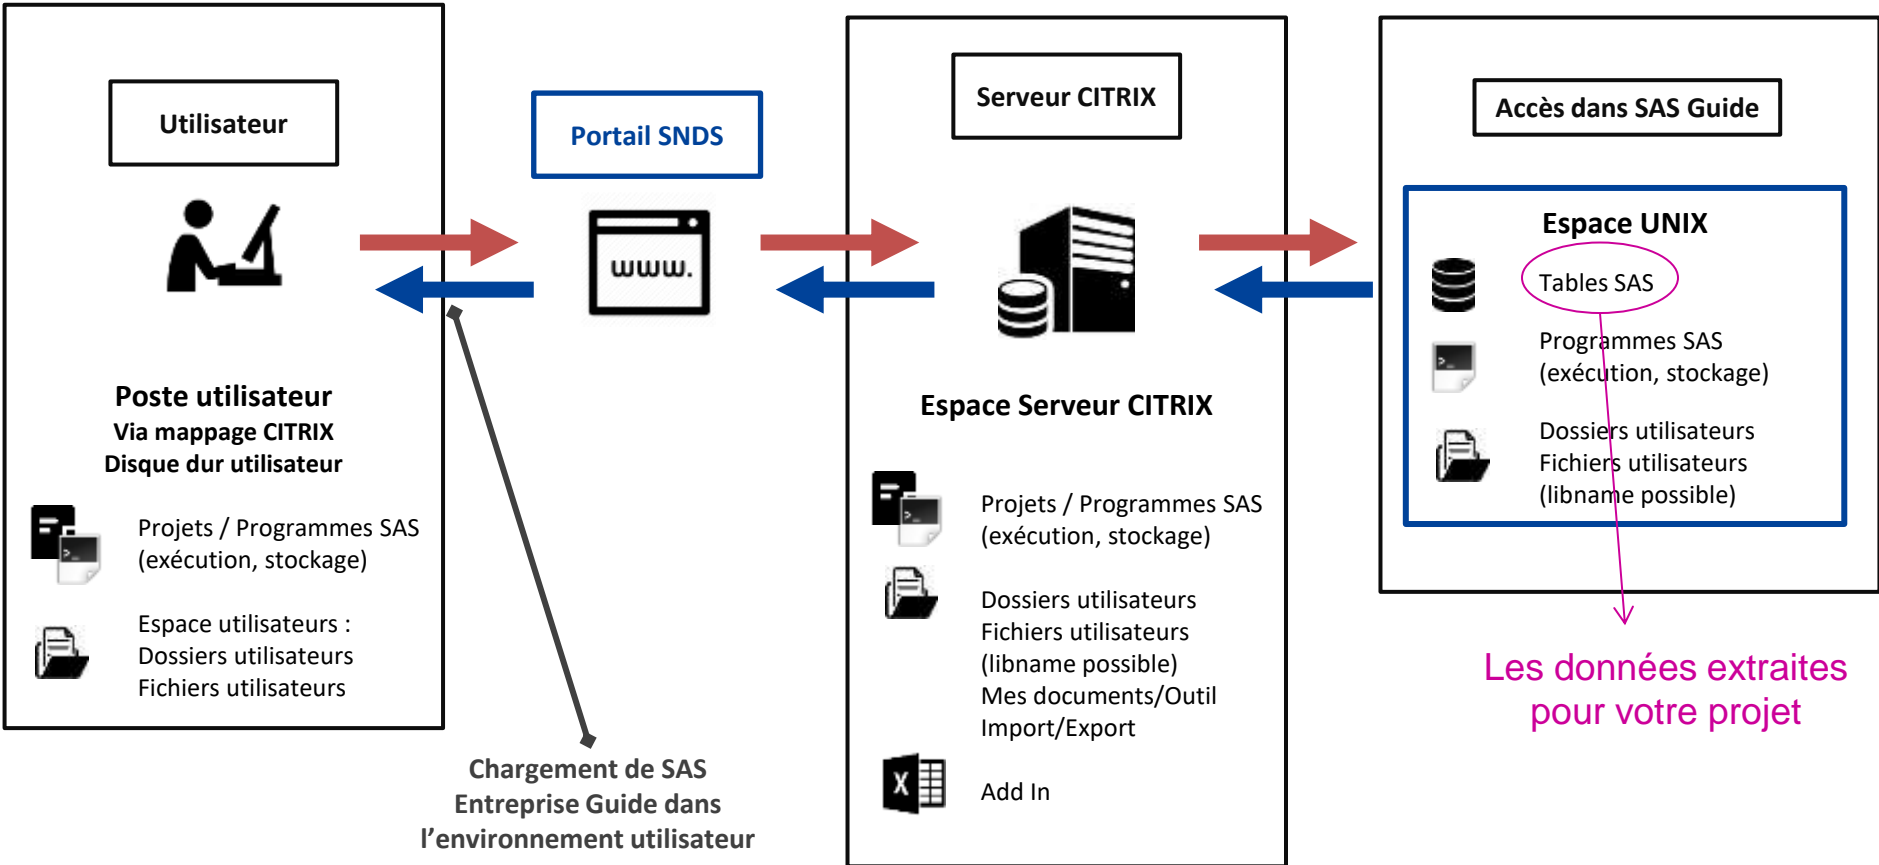 Utilisateur
Poste utilisateur
Via mappage CITRIX
Disque dur utilisateur
Projets / Programmes SAS
(exécution, stockage)
Espace utilisateurs :
Dossiers utilisateurs
Fichiers utilisateurs
Portail SNDS
www.
Chargement de SAS
Entreprise Guide dans
l’environnement utilisateur
Serveur CITRIX
Espace Serveur CITRIX
Projets / Programmes SAS
(exécution, stockage)
Dossiers utilisateurs
Fichiers utilisateurs
(libname possible)
Mes documents/Outil
Import/Export
X
Add In
Accès dans SAS Guide
Espace UNIX
Tables SAS
Programmes SAS
(exécution, stockage)
Dossiers utilisateurs
Fichiers utilisateurs
(libname possible)
Les données extraites
pour votre projet